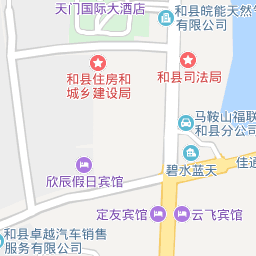 天门国际大酒店
和县皖能天然气
有限公司
和县住房和
城乡建设局
和县司法局
马鞍山福联
和县分公司
碧水蓝天
佳通
欣辰假日宾馆
定友宾馆
云飞宾馆
和县卓越汽车销售
服务有限公司